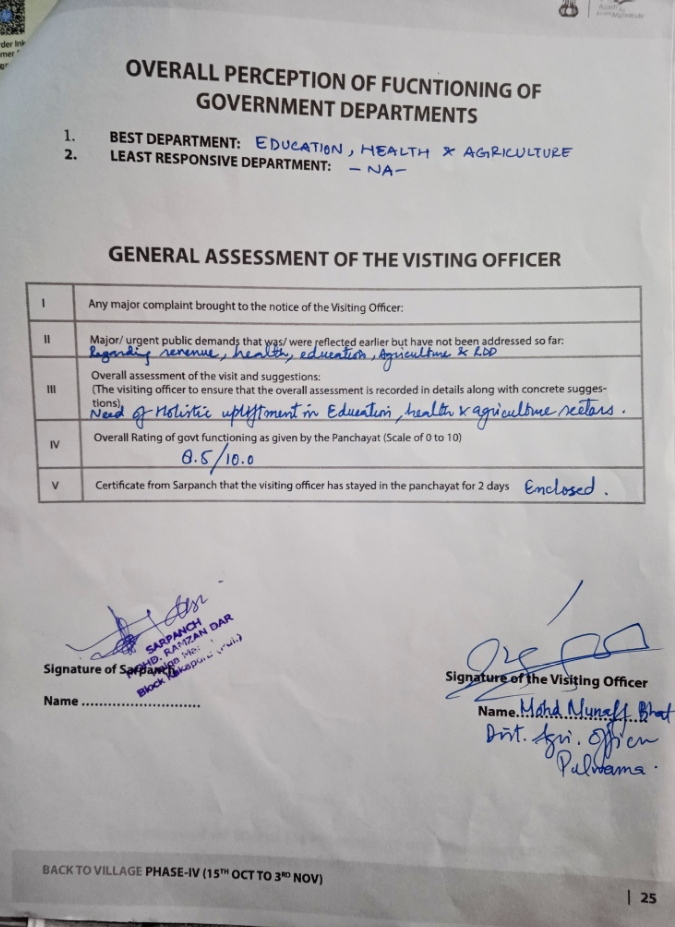 OVERALL PERCEPTION OF FUCNTIONING OF
GOVERNMENT DEPARTMENTS
1. BEST DEPARTMENT: EDUCATION, HEALTH & AGRICULTURE
2. LEAST RESPONSIVE DEPARTMENT: -NA-
GENERAL ASSESSMENT OF THE VISTING OFFICER
I Any major complaint brought to the notice of the Visiting Officer:
II Major/ urgent public demands that was/ were reflected earlier but have not been addressed so far:
Regarding revenue, health, education, Agriculture & RDD
III Overall assessment of the visit and suggestions:
(The visiting officer to ensure that the overall assessment is recorded in details along with concrete sugges-
tions)
Need of Holistic upliftment in Education, health & agriculture sectors.
IV Overall Rating of govt functioning as given by the Panchayat (Scale of 0 to 10)
8.5/10.0
V Certificate from Sarpanch that the visiting officer has stayed in the panchayat for 2 days Enclosed.
SARPANCH
MOHD. RAMZAN DAR
Block Kakapora
Signature of Sarpanch
Name ............................
Signature of the Visiting Officer
Name. Mohd Munaff Bhat
Distt. Agri. Officer
Pulwama.
BACK TO VILLAGE PHASE-IV (15TH OCT TO 3RD NOV)
| 25